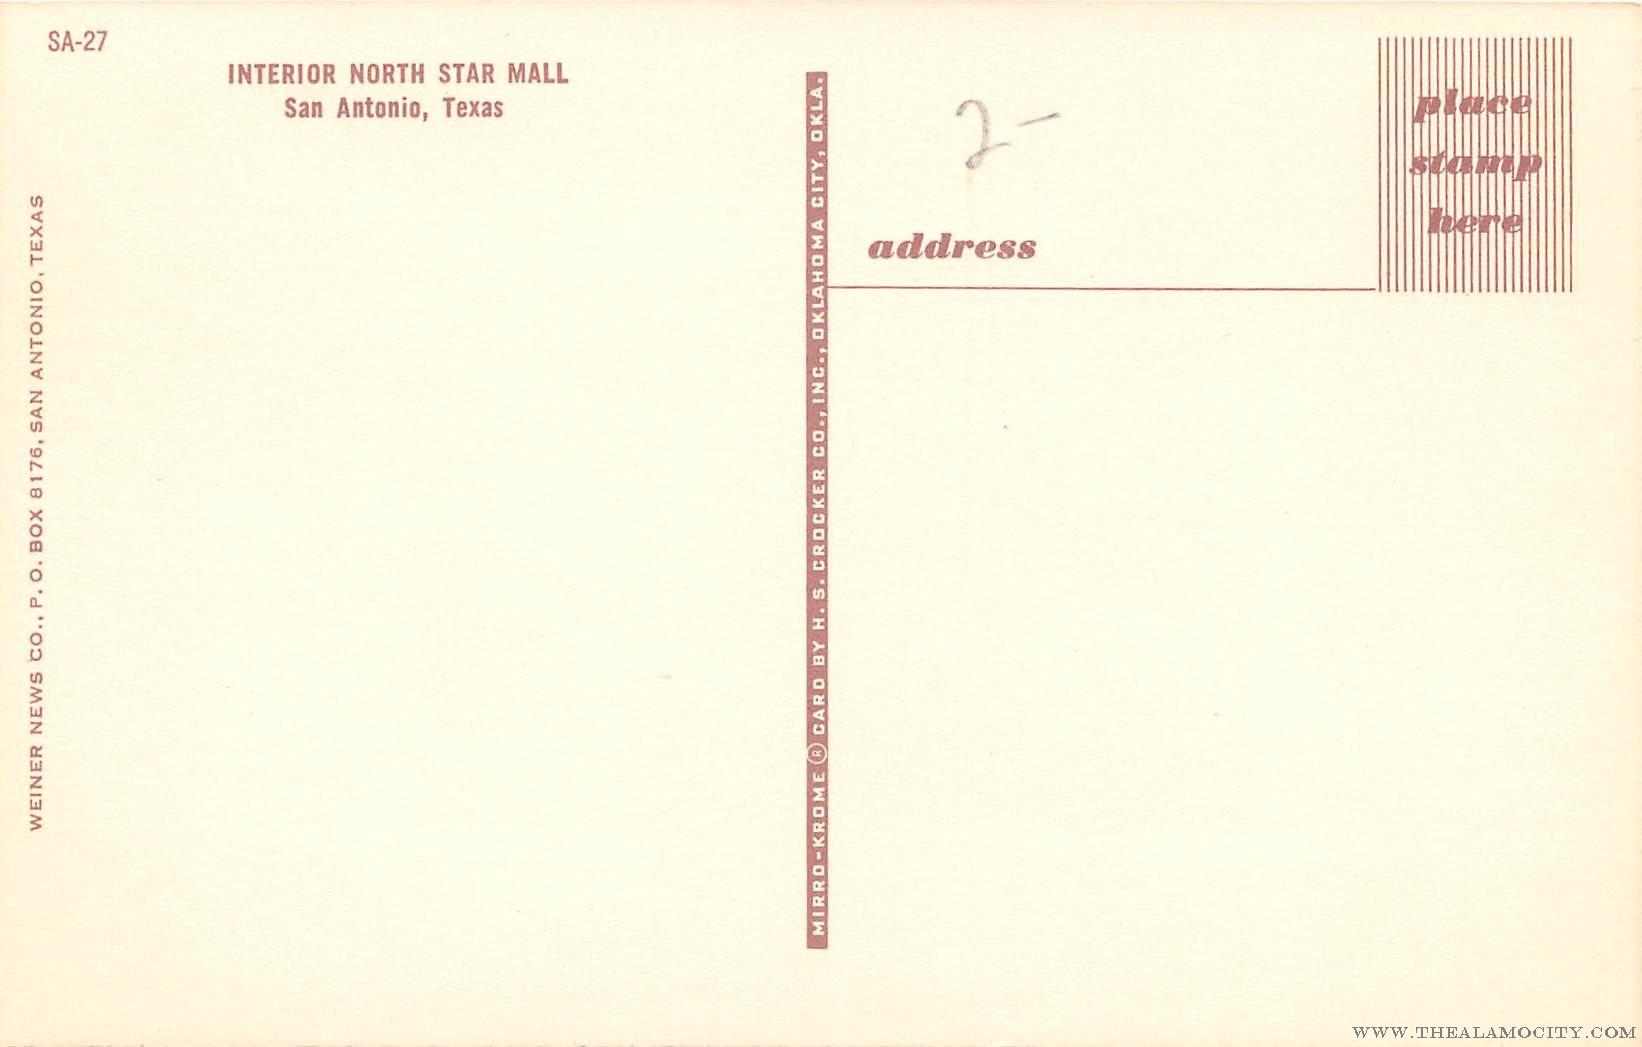 SA-27
INTERIOR NORTH STAR MALL
San Antonio, Texas
WEINER NEWS CO., P. O. BOX 8176, SAN ANTONIO, TEXAS
MIRRO-KROME ® CARD BY H. S. CROCKER CO., INC., OKLAHOMA CITY, OKLA.
2-
address
place
stamp
here
WWW.THEALAMOCITY.COM